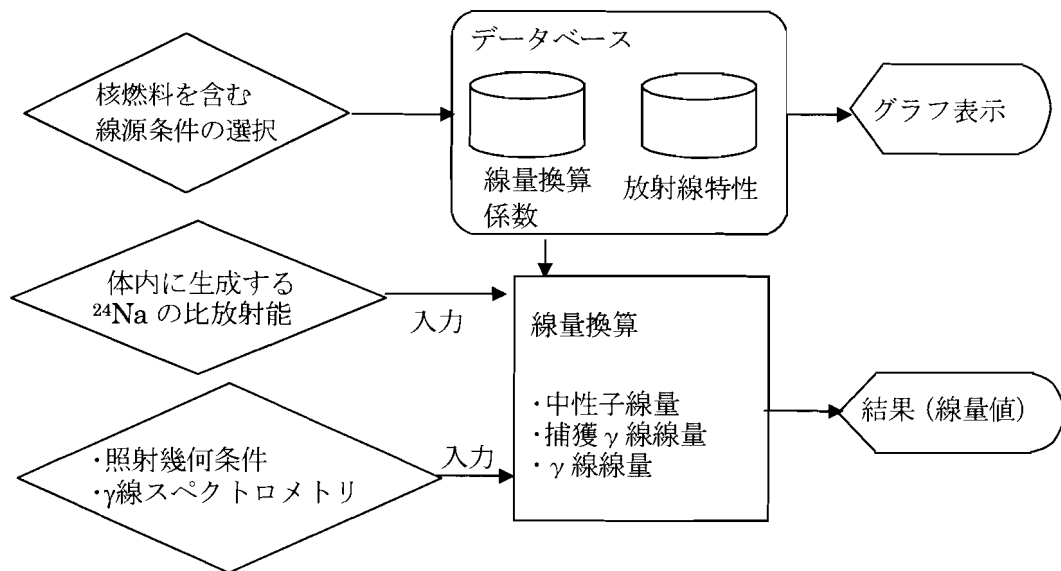 核燃料を含む
線源条件の選択
データベース
線量換算
係数
放射線特性
グラフ表示
体内に生成する
²⁴Na の比放射能
入力
線量換算
・中性子線量
・捕獲γ線線量
・γ線線量
・照射幾何条件
・γ線スペクトロメトリ
入力
結果 (線量値)